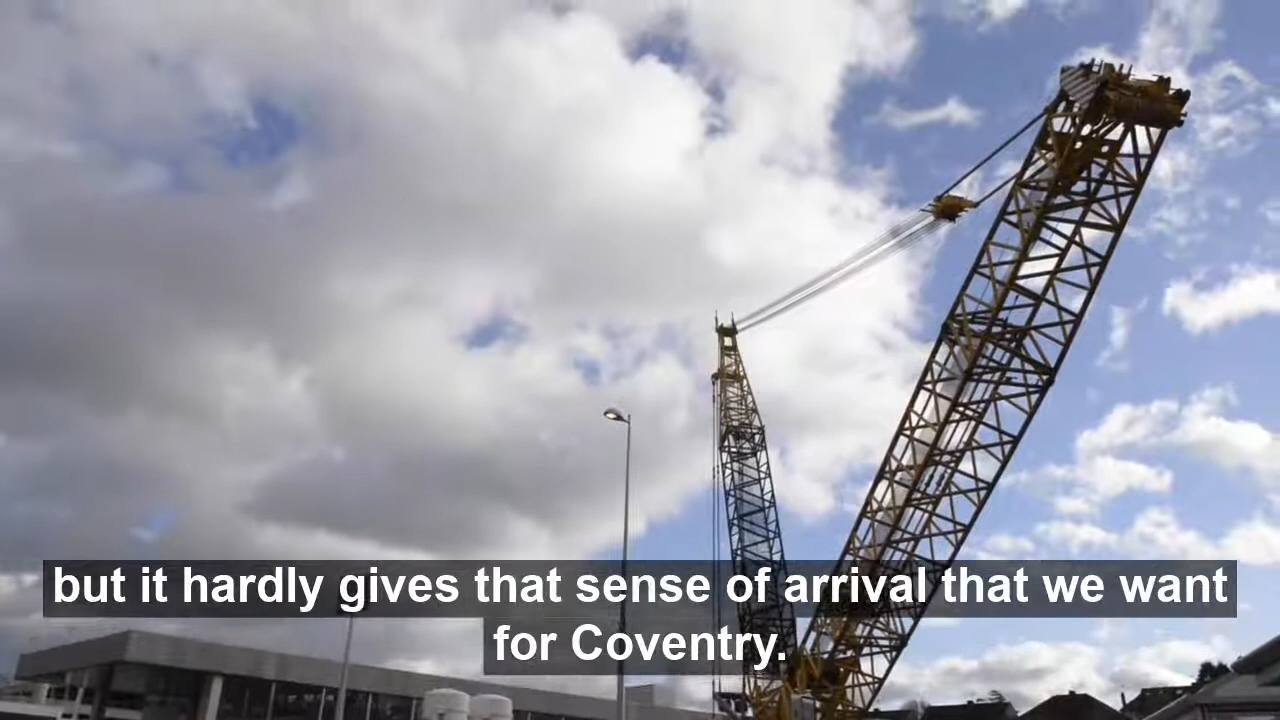 but it hardly gives that sense of arrival that we want
for Coventry.